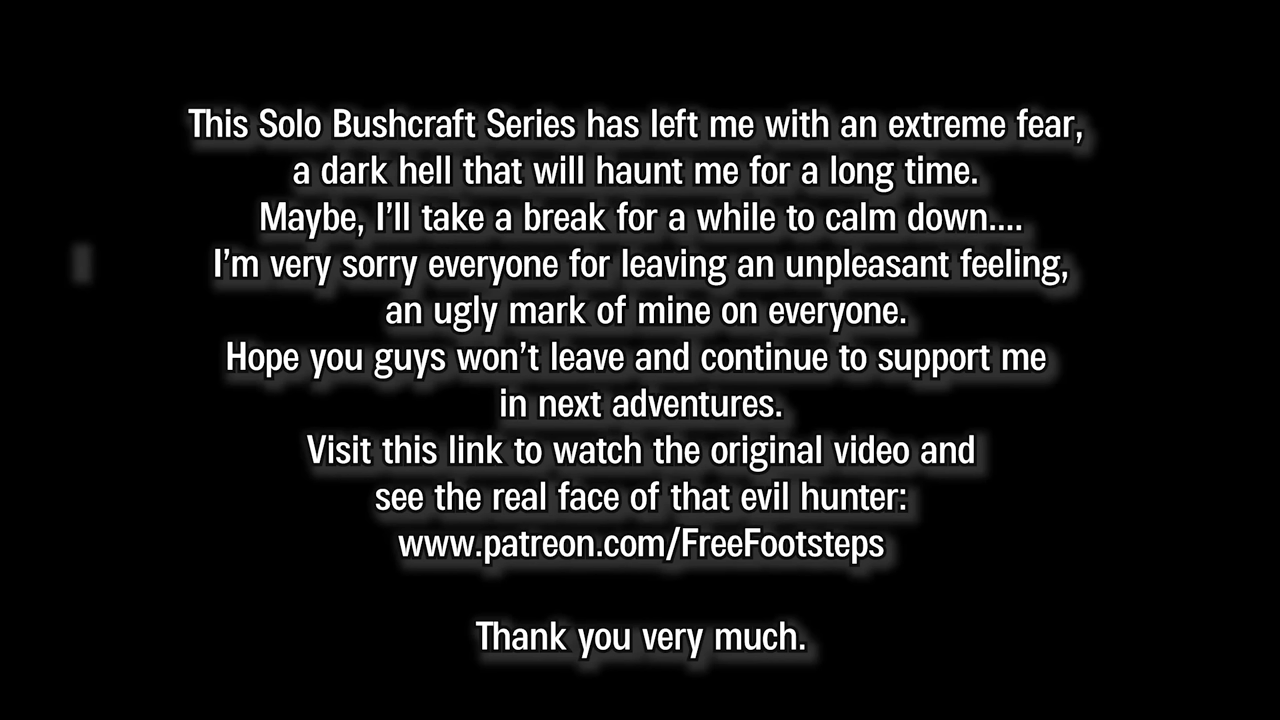 This Solo Bushcraft Series has left me with an extreme fear,
a dark hell that will haunt me for a long time.
Maybe, I’ll take a break for a while to calm down....
I’m very sorry everyone for leaving an unpleasant feeling,
an ugly mark of mine on everyone.
Hope you guys won’t leave and continue to support me
in next adventures.
Visit this link to watch the original video and
see the real face of that evil hunter:
www.patreon.com/FreeFootsteps
Thank you very much.